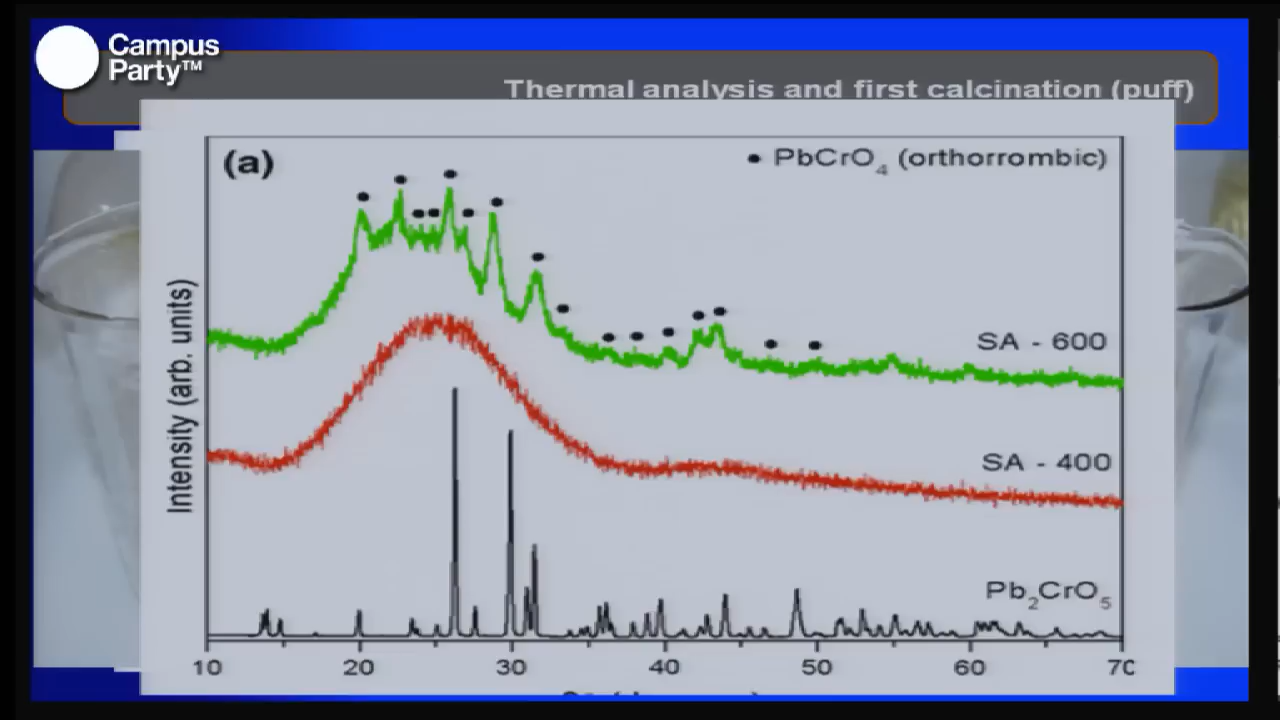 Campus
Party™
Thermal analysis and first calcination (puff)
(a)
• PbCrO₄ (orthorrombic)
Intensity (arb. units)
SA - 600
SA - 400
Pb₂CrO₅
10 20 30 40 50 60 70